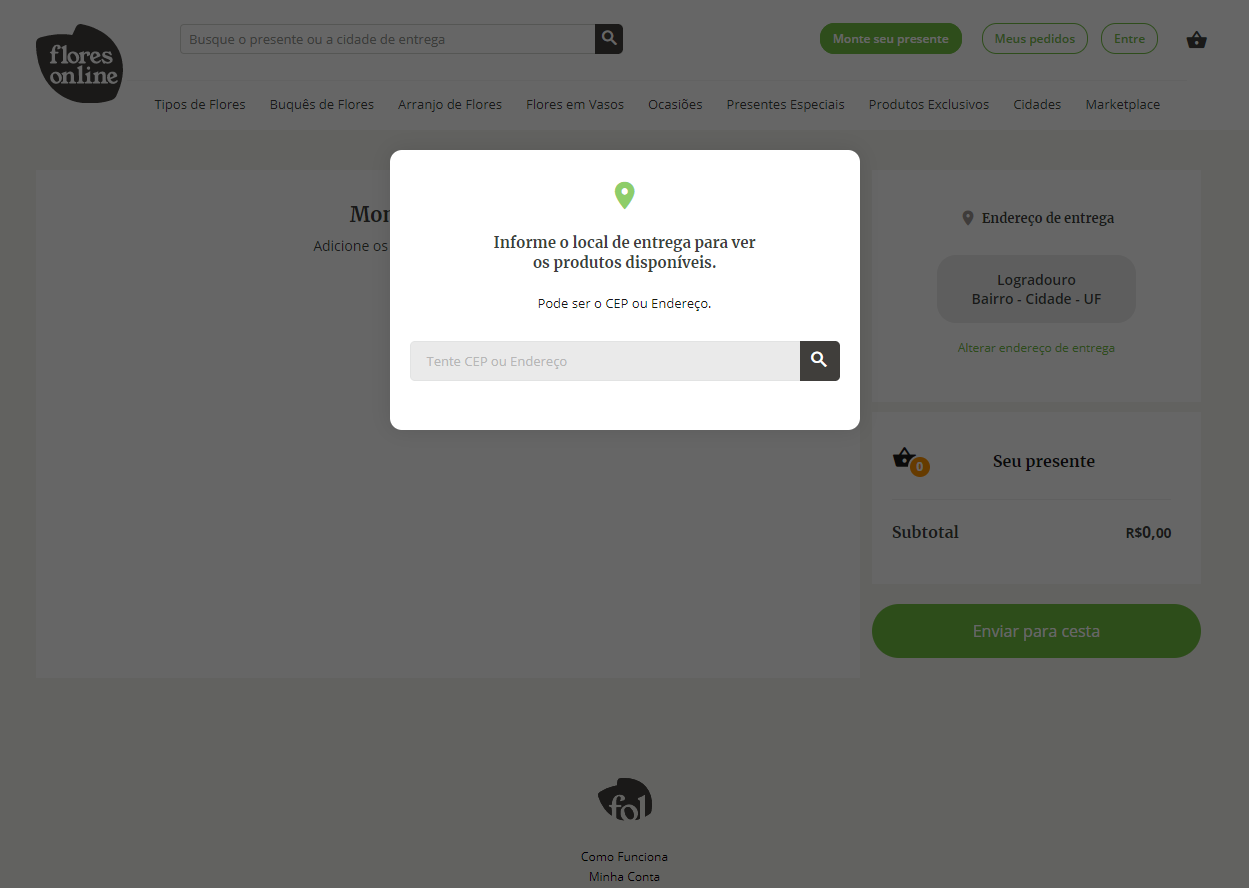 flores
online
Busque o presente ou a cidade de entrega
Monte seu presente
Meus pedidos
Entre
Tipos de Flores
Buquês de Flores
Arranjo de Flores
Flores em Vasos
Ocasiões
Presentes Especiais
Produtos Exclusivos
Cidades
Marketplace
Adicione os
Informe o local de entrega para ver
os produtos disponíveis.
Pode ser o CEP ou Endereço.
Tente CEP ou Endereço
Endereço de entrega
Logradouro
Bairro - Cidade - UF
Alterar endereço de entrega
0
Seu presente
Subtotal
R$0,00
Enviar para cesta
fol
Como Funciona
Minha Conta